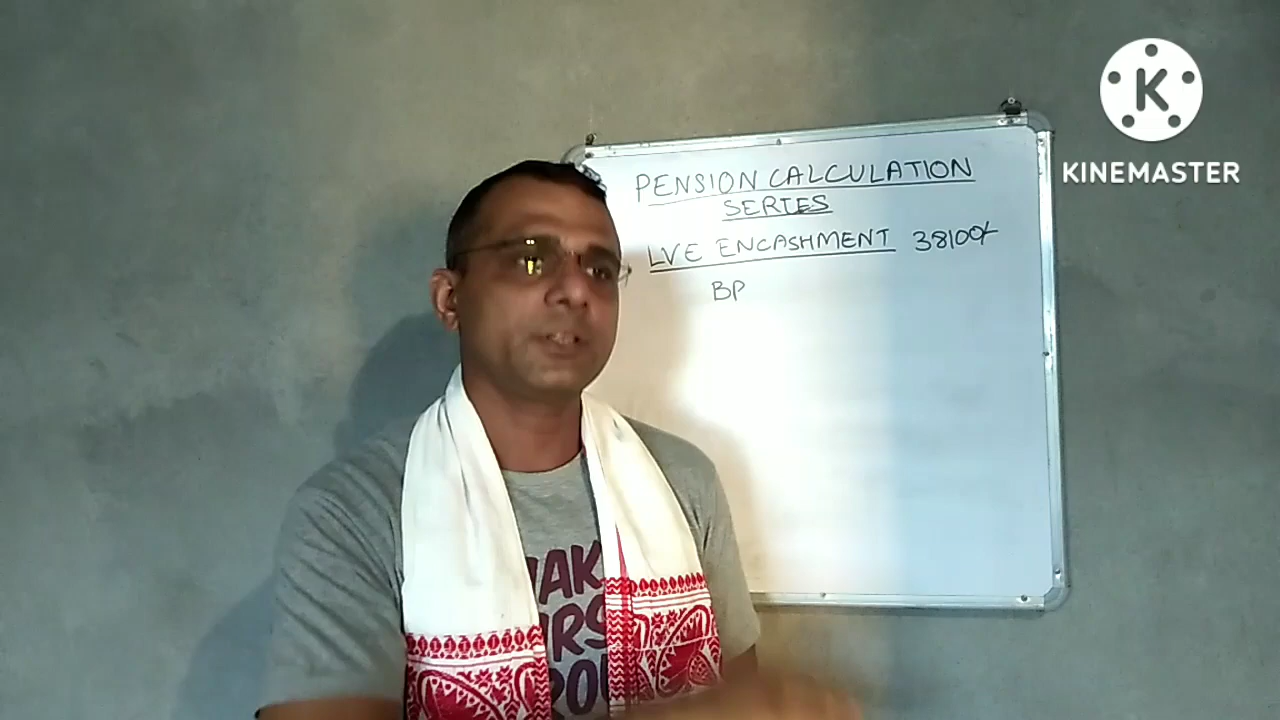 PENSION CALCULATION
SERIES
LVE ENCASHMENT 38100/-
BP
K
KINEMASTER